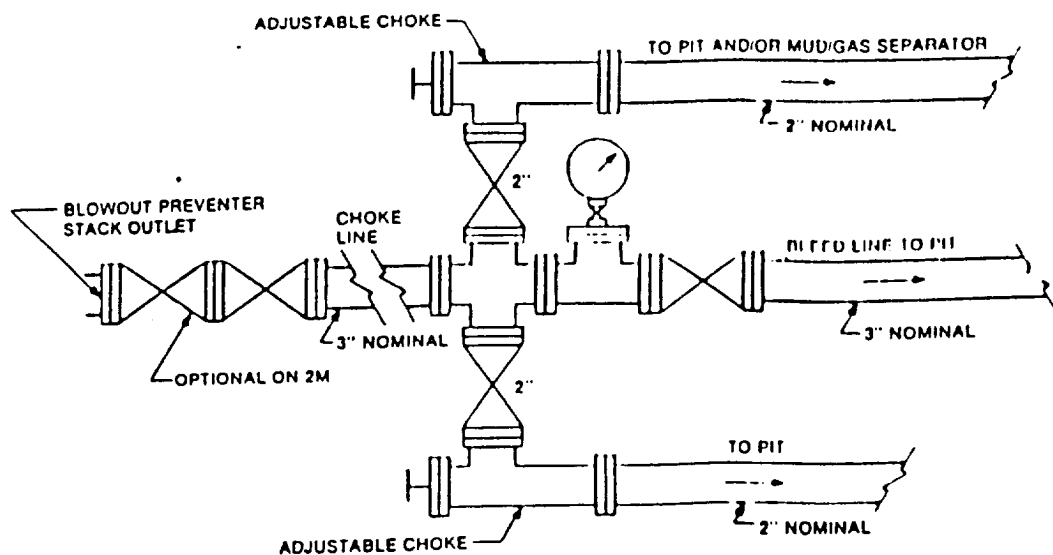 ADJUSTABLE CHOKE
TO PIT AND/OR MUD/GAS SEPARATOR
2" NOMINAL
2"
BLOWOUT PREVENTER
STACK OUTLET
CHOKE
LINE
BLEED LINE TO PIT
3" NOMINAL
3" NOMINAL
OPTIONAL ON 2M
2"
TO PIT
2" NOMINAL
ADJUSTABLE CHOKE